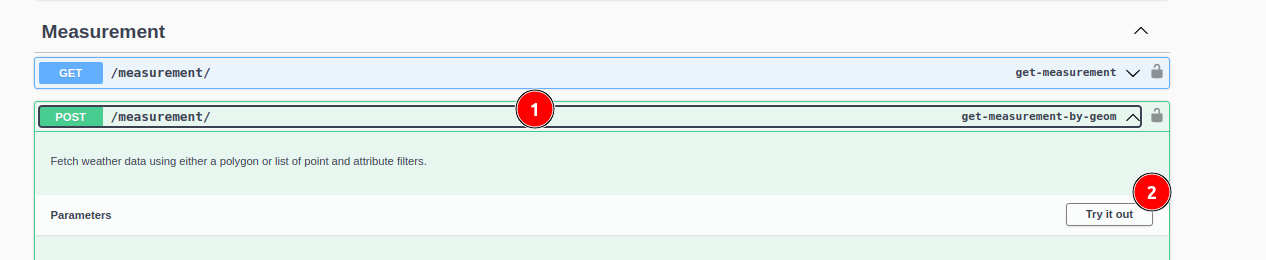 Measurement
GET /measurement/ get-measurement
1
POST /measurement/ get-measurement-by-geom
Fetch weather data using either a polygon or list of point and attribute filters.
2
Parameters Try it out